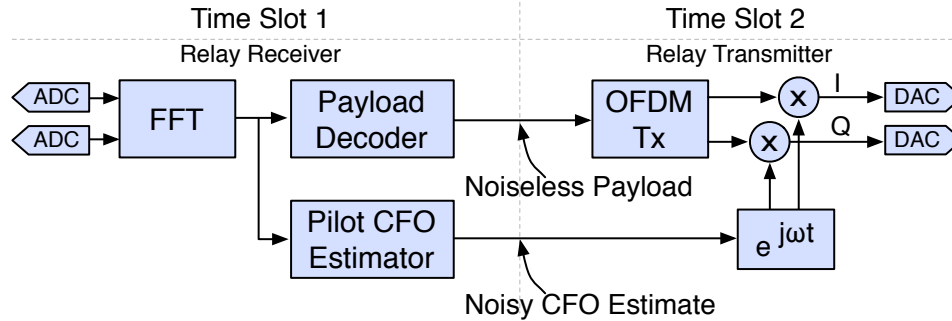 Time Slot 1
Time Slot 2
Relay Receiver
Relay Transmitter
ADC
ADC
FFT
Payload
Decoder
OFDM
Tx
x
x
I
Q
DAC
DAC
Noiseless Payload
Pilot CFO
Estimator
e jωt
Noisy CFO Estimate